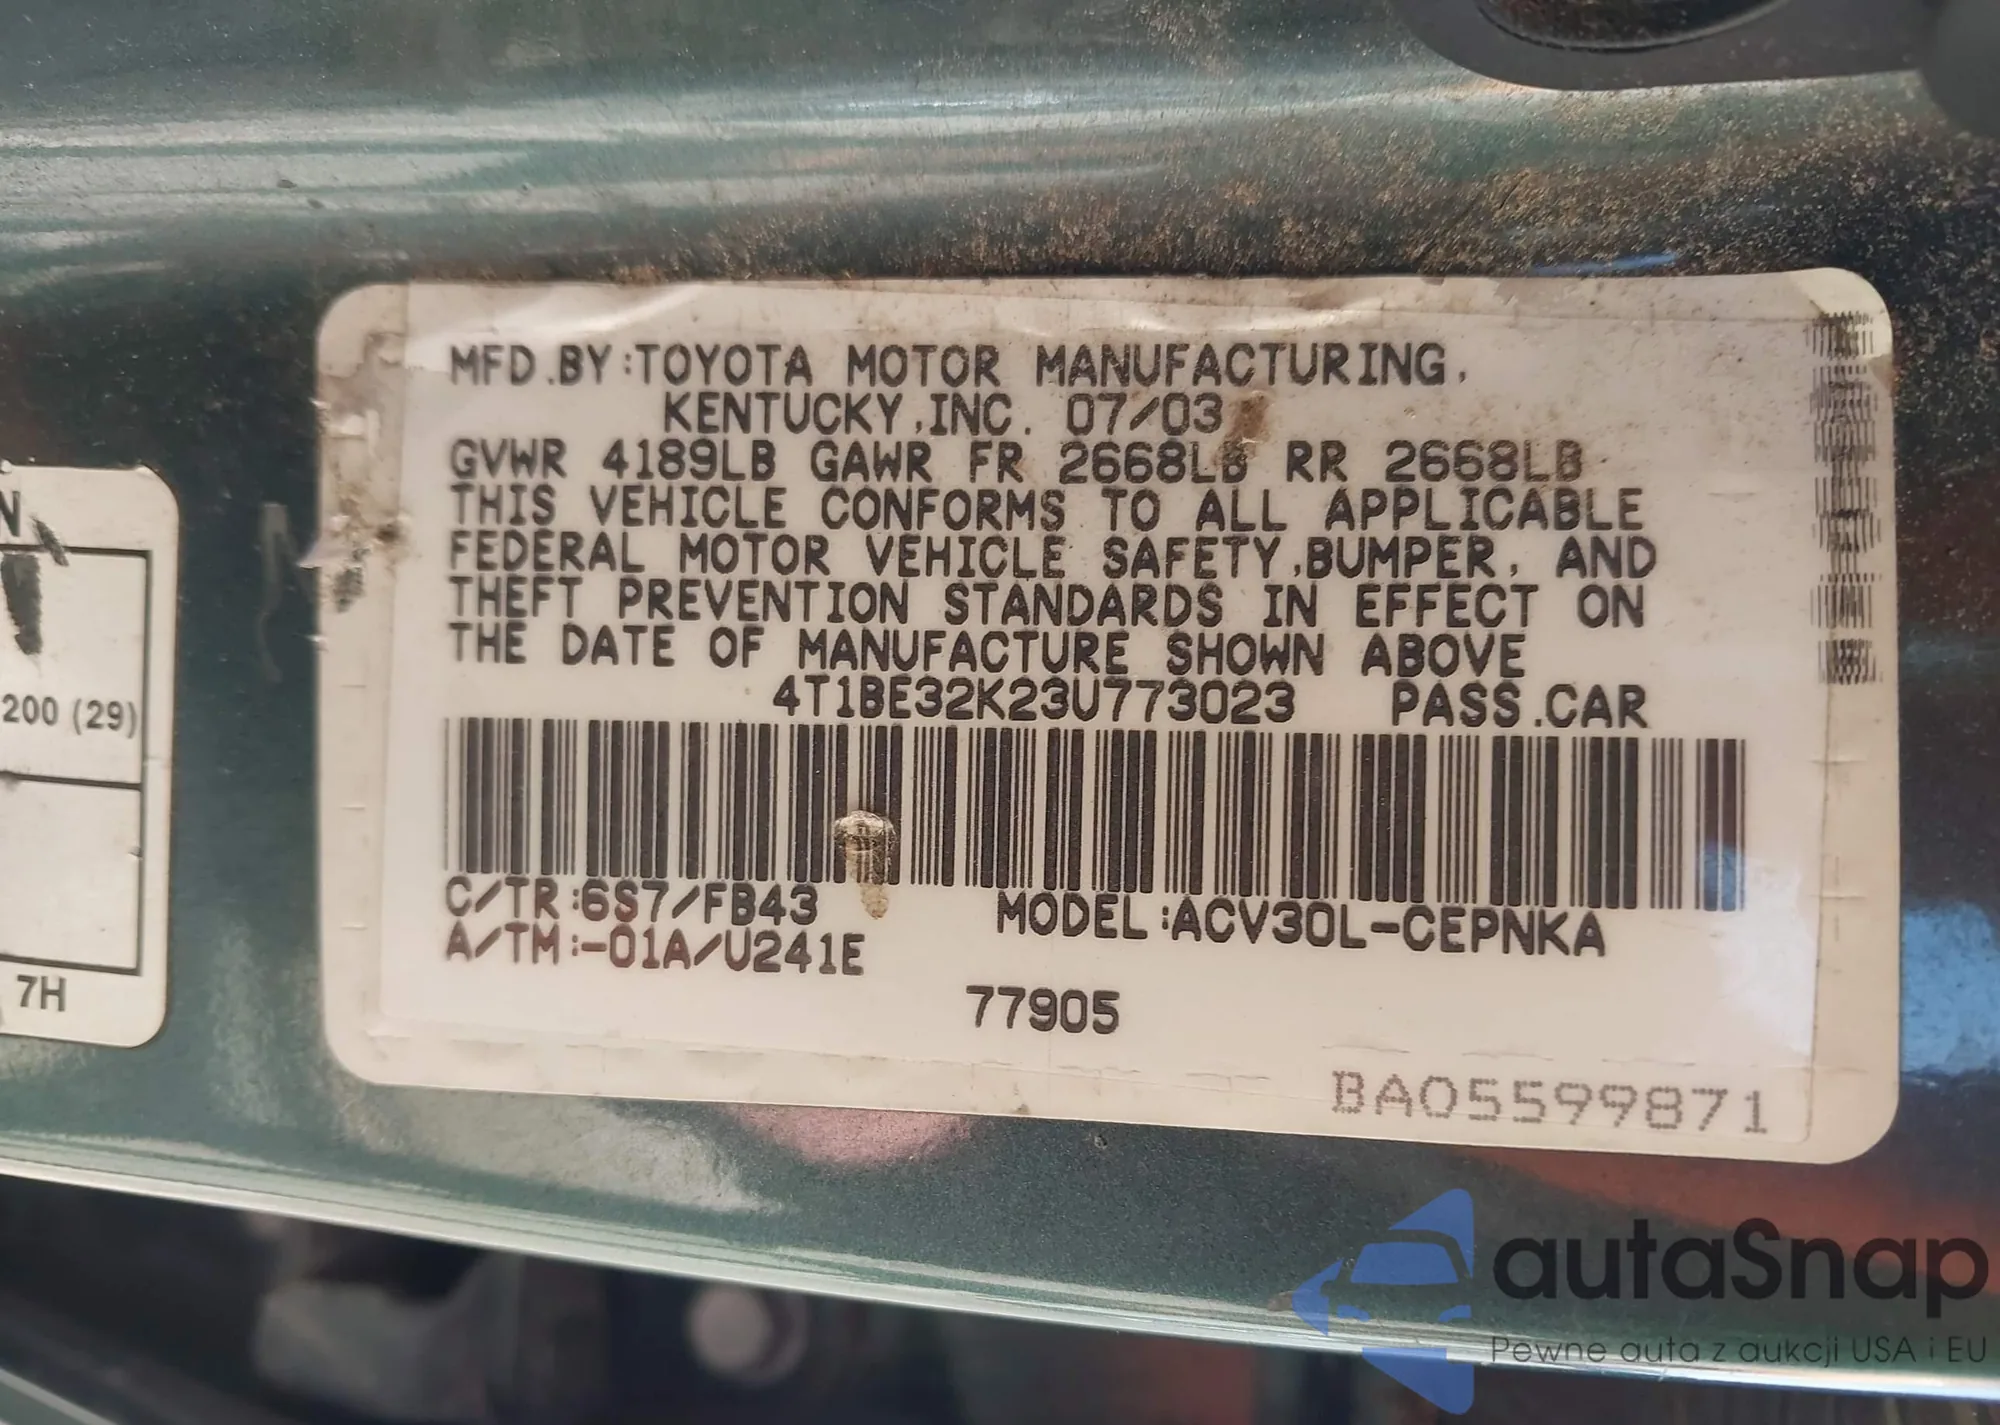 MFD.BY:TOYOTA MOTOR MANUFACTURING,
KENTUCKY,INC. 07/03
GVWR 4189LB GAWR FR 2668LB RR 2668LB
THIS VEHICLE CONFORMS TO ALL APPLICABLE
FEDERAL MOTOR VEHICLE SAFETY,BUMPER, AND
THEFT PREVENTION STANDARDS IN EFFECT ON
THE DATE OF MANUFACTURE SHOWN ABOVE
4T1BE32K23U773023 PASS.CAR
C/TR:6S7/FB43 MODEL:ACV30L-CEPNKA
A/TM:-01A/U241E
77905
BA05599871
N
200 (29)
7H
autaSnap
Pewne auta z aukcji USA i EU